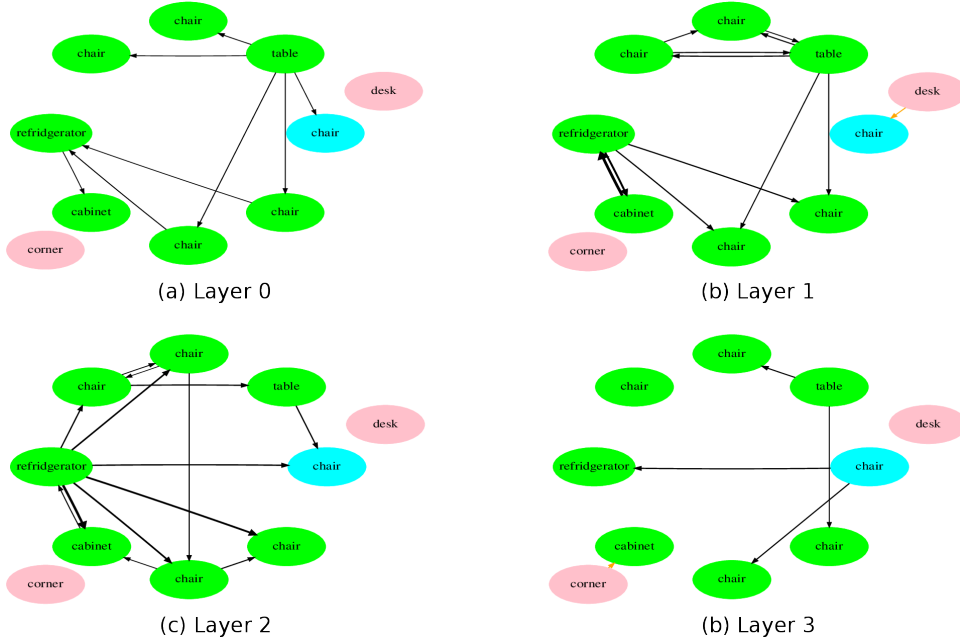 chair
chair
table
desk
refridgerator
chair
cabinet
chair
corner
chair
(a) Layer 0
chair
chair
table
desk
refridgerator
chair
cabinet
chair
corner
chair
(b) Layer 1
chair
chair
table
desk
refridgerator
chair
cabinet
chair
corner
chair
(c) Layer 2
chair
chair
table
desk
refridgerator
chair
cabinet
chair
corner
chair
(b) Layer 3